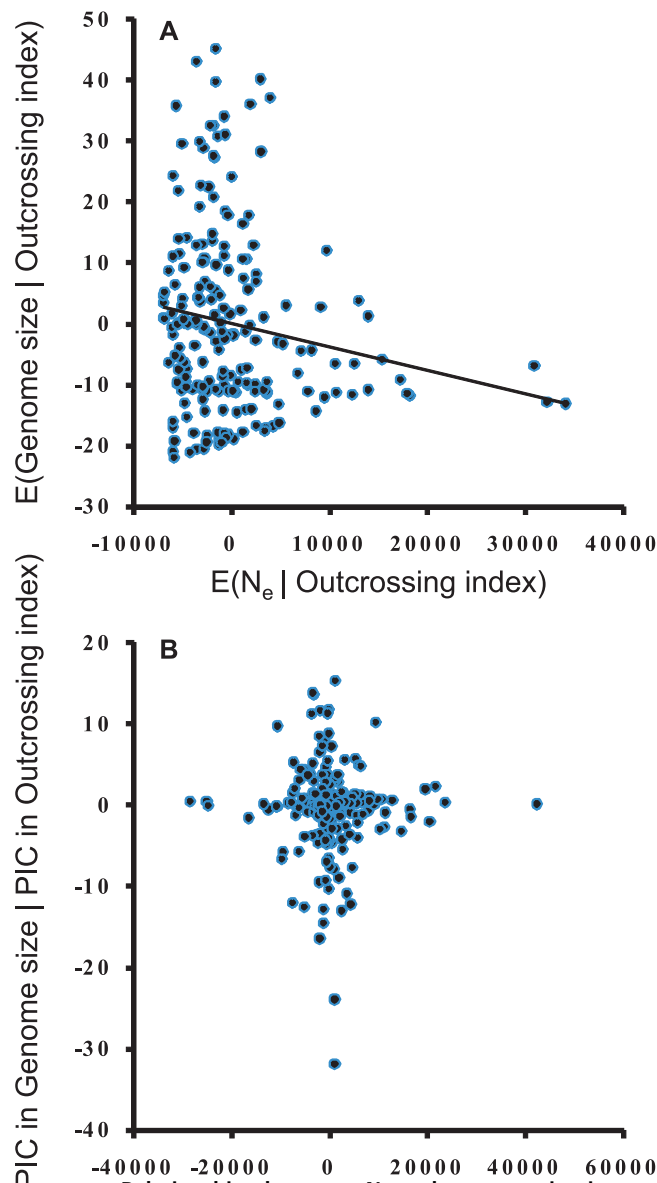 A
E(Genome size | Outcrossing index)
50
40
30
20
10
0
-10
-20
-30
-10000 0 10000 20000 30000 40000
E(Ne | Outcrossing index)
B
PIC in Genome size | PIC in Outcrossing index)
20
10
0
-10
-20
-30
-40
-40000 -20000 0 20000 40000 60000